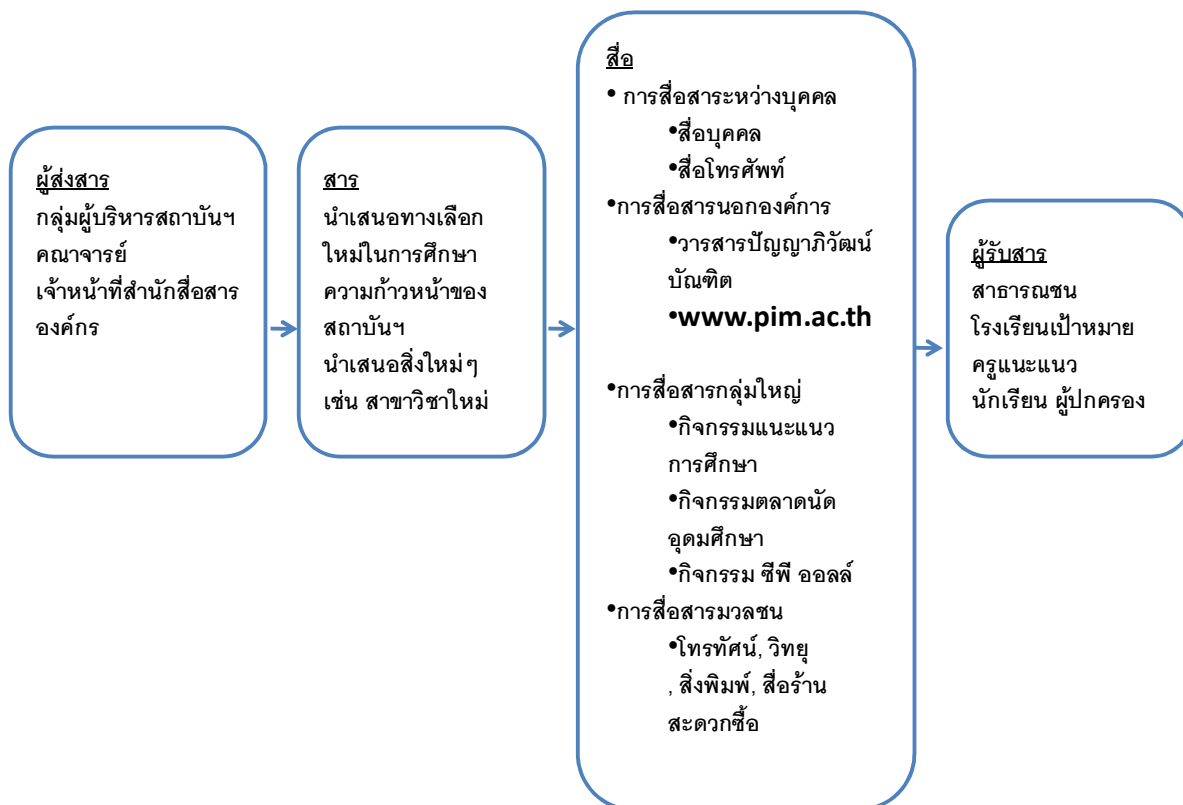 ผู้ส่งสาร
กลุ่มผู้บริหารสถาบันฯ
คณาจารย์
เจ้าหน้าที่สำนักสื่อสาร
องค์กร
สาร
นำเสนอทางเลือก
ใหม่ในการศึกษา
ความก้าวหน้าของ
สถาบันฯ
นำเสนอสิ่งใหม่ๆ
เช่น สาขาวิชาใหม่
สื่อ
• การสื่อสาระหว่างบุคคล
•สื่อบุคคล
•สื่อโทรศัพท์
•การสื่อสารนอกองค์การ
•วารสารปัญญาภิวัฒน์
บัณฑิต
•www.pim.ac.th
•การสื่อสารกลุ่มใหญ่
•กิจกรรมแนะแนว
การศึกษา
•กิจกรรมตลาดนัด
อุดมศึกษา
•กิจกรรม ซีพี ออลล์
•การสื่อสารมวลชน
•โทรทัศน์, วิทยุ
, สิ่งพิมพ์, สื่อร้าน
สะดวกซื้อ
ผู้รับสาร
สาธารณชน
โรงเรียนเป้าหมาย
ครูแนะแนว
นักเรียน ผู้ปกครอง